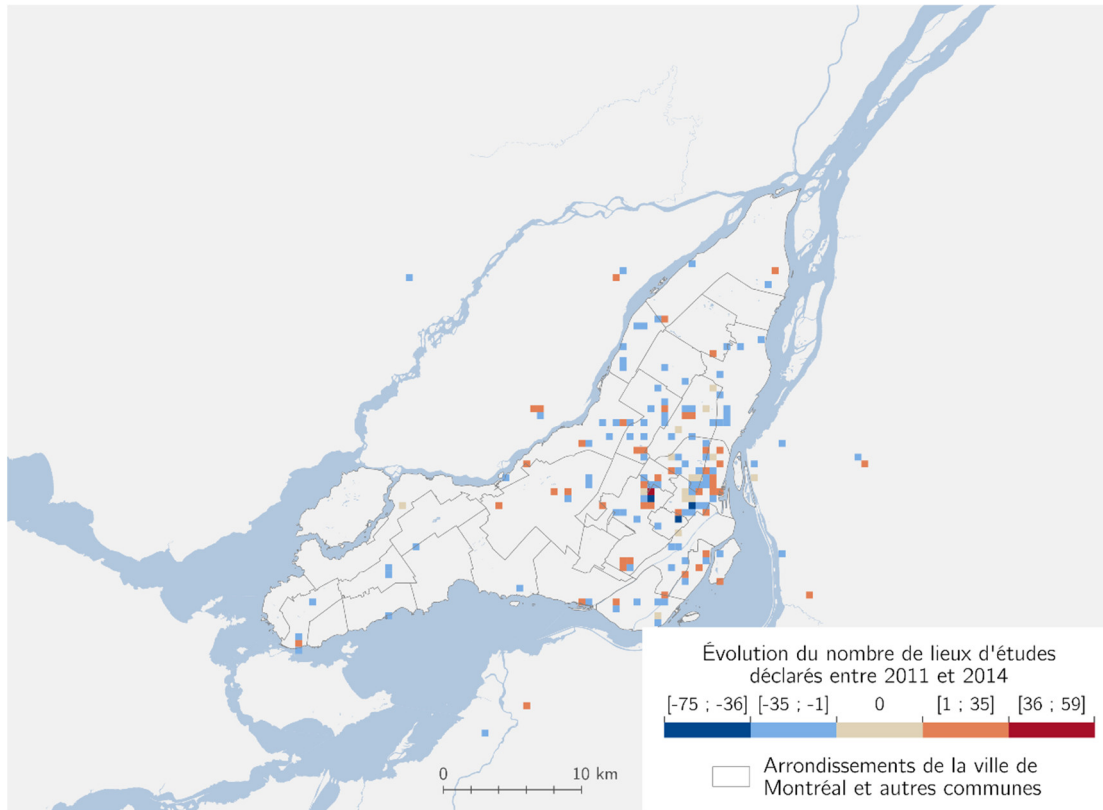 Évolution du nombre de lieux d'études
déclarés entre 2011 et 2014
[-75 ; -36] [-35 ; -1] 0 [1 ; 35] [36 ; 59]
Arrondissements de la ville de
Montréal et autres communes
0 10 km